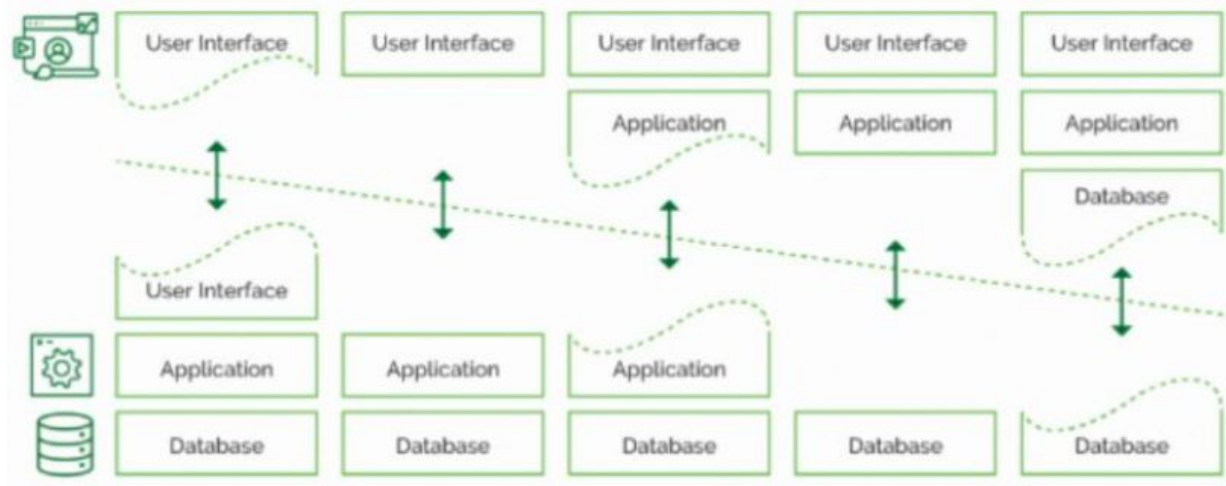 User Interface User Interface User Interface User Interface User Interface
Application Application Application
Database
User Interface
Application Application Application
Database Database Database Database Database